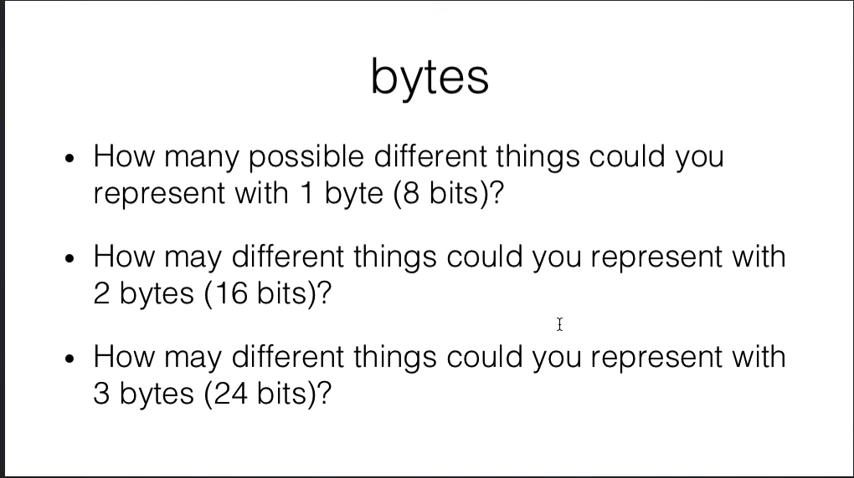 bytes
• How many possible different things could you
represent with 1 byte (8 bits)?
• How may different things could you represent with
2 bytes (16 bits)?
• How may different things could you represent with
3 bytes (24 bits)?